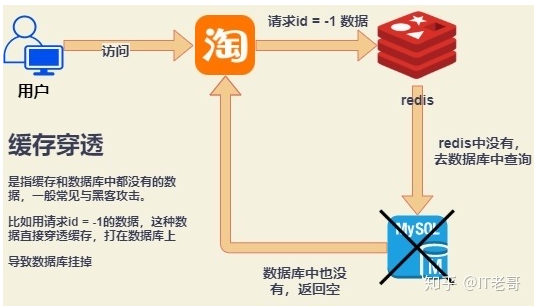 访问
淘
请求id = -1 数据
用户
redis
redis中没有，
去数据库中查询
缓存穿透
是指缓存和数据库中都没有的数
据，一般常见与黑客攻击。
比如用请求id = -1的数据，这种数
据直接穿透缓存，打在数据库上
导致数据库挂掉
MySQL
M
数据库中也没
有，返回空
知乎 @IT老哥